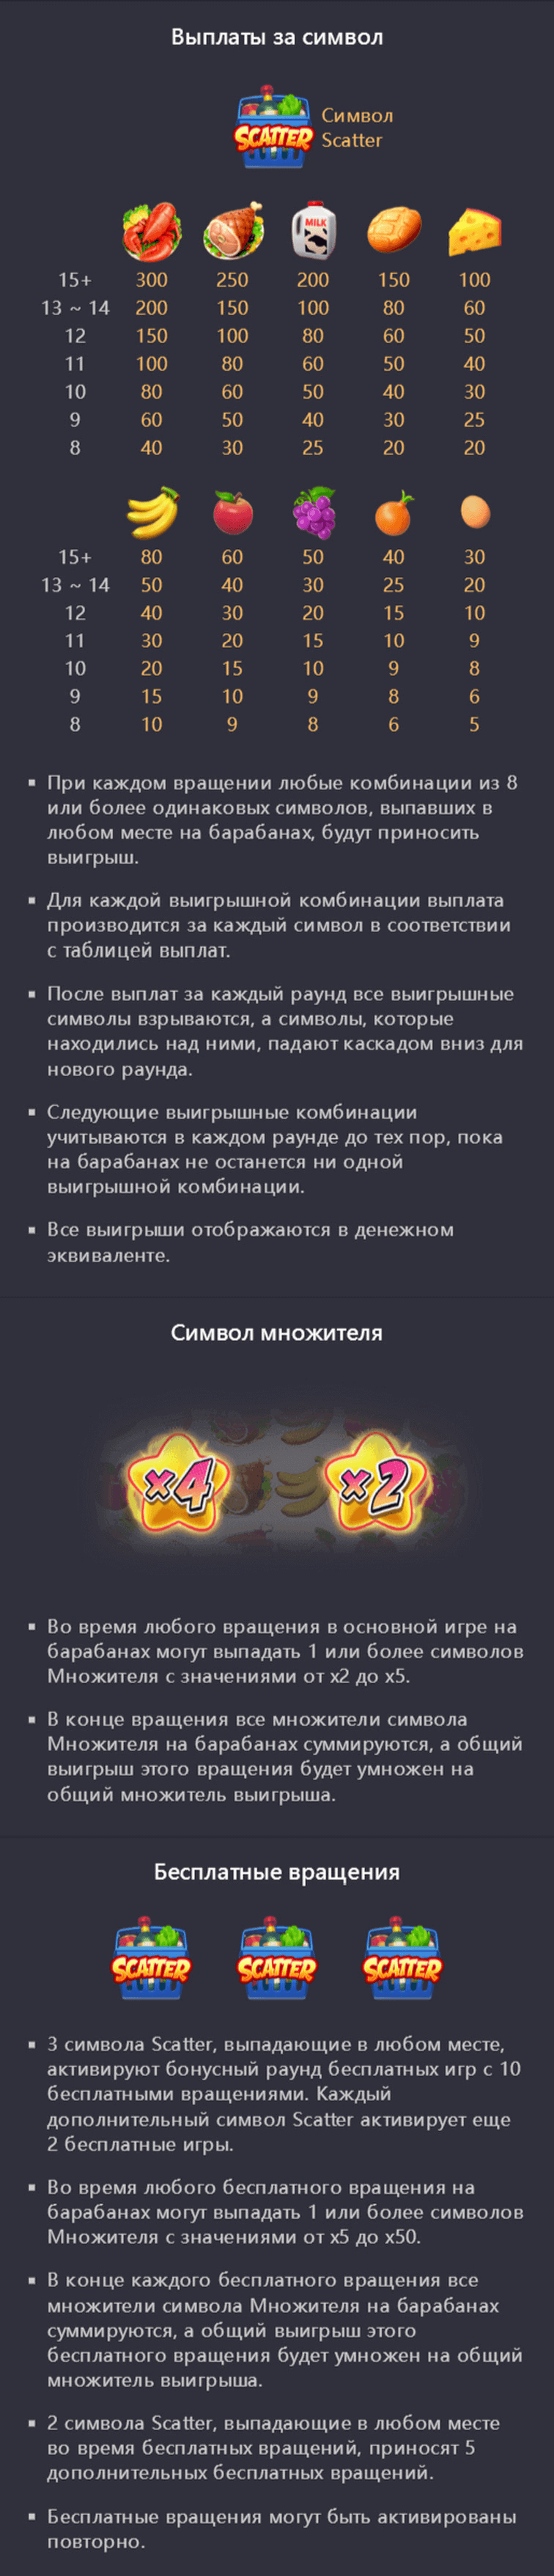 Выплаты за символ
SCATTER
Символ
Scatter
MILK
15+ 300 250 200 150 100
13 ~ 14 200 150 100 80 60
12 150 100 80 60 50
11 100 80 60 50 40
10 80 60 50 40 30
9 60 50 40 30 25
8 40 30 25 20 20
15+ 80 60 50 40 30
13 ~ 14 50 40 30 25 20
12 40 30 20 15 10
11 30 20 15 10 9
10 20 15 10 9 8
9 15 10 9 8 6
8 10 9 8 6 5
▪ При каждом вращении любые комбинации из 8
или более одинаковых символов, выпавших в
любом месте на барабанах, будут приносить
выигрыш.
▪ Для каждой выигрышной комбинации выплата
производится за каждый символ в соответствии
с таблицей выплат.
▪ После выплат за каждый раунд все выигрышные
символы взрываются, а символы, которые
находились над ними, падают каскадом вниз для
нового раунда.
▪ Следующие выигрышные комбинации
учитываются в каждом раунде до тех пор, пока
на барабанах не останется ни одной
выигрышной комбинации.
▪ Все выигрыши отображаются в денежном
эквиваленте.
Символ множителя
x4 x2
▪ Во время любого вращения в основной игре на
барабанах могут выпадать 1 или более символов
Множителя с значениями от x2 до x5.
▪ В конце вращения все множители символа
Множителя на барабанах суммируются, а общий
выигрыш этого вращения будет умножен на
общий множитель выигрыша.
Бесплатные вращения
SCATTER SCATTER SCATTER
▪ 3 символа Scatter, выпадающие в любом месте,
активируют бонусный раунд бесплатных игр с 10
бесплатными вращениями. Каждый
дополнительный символ Scatter активирует еще
2 бесплатные игры.
▪ Во время любого бесплатного вращения на
барабанах могут выпадать 1 или более символов
Множителя с значениями от x5 до x50.
▪ В конце каждого бесплатного вращения все
множители символа Множителя на барабанах
суммируются, а общий выигрыш этого
бесплатного вращения будет умножен на общий
множитель выигрыша.
▪ 2 символа Scatter, выпадающие в любом месте
во время бесплатных вращений, приносят 5
дополнительных бесплатных вращений.
▪ Бесплатные вращения могут быть активированы
повторно.